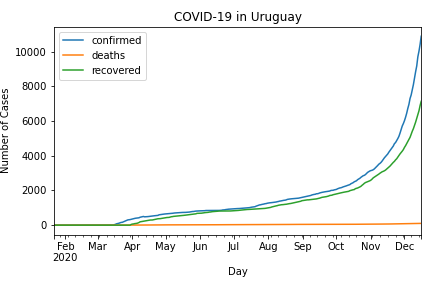 COVID-19 in Uruguay
confirmed
deaths
recovered
Number of Cases
10000
8000
6000
4000
2000
0
Feb Mar Apr May Jun Jul Aug Sep Oct Nov Dec
2020
Day